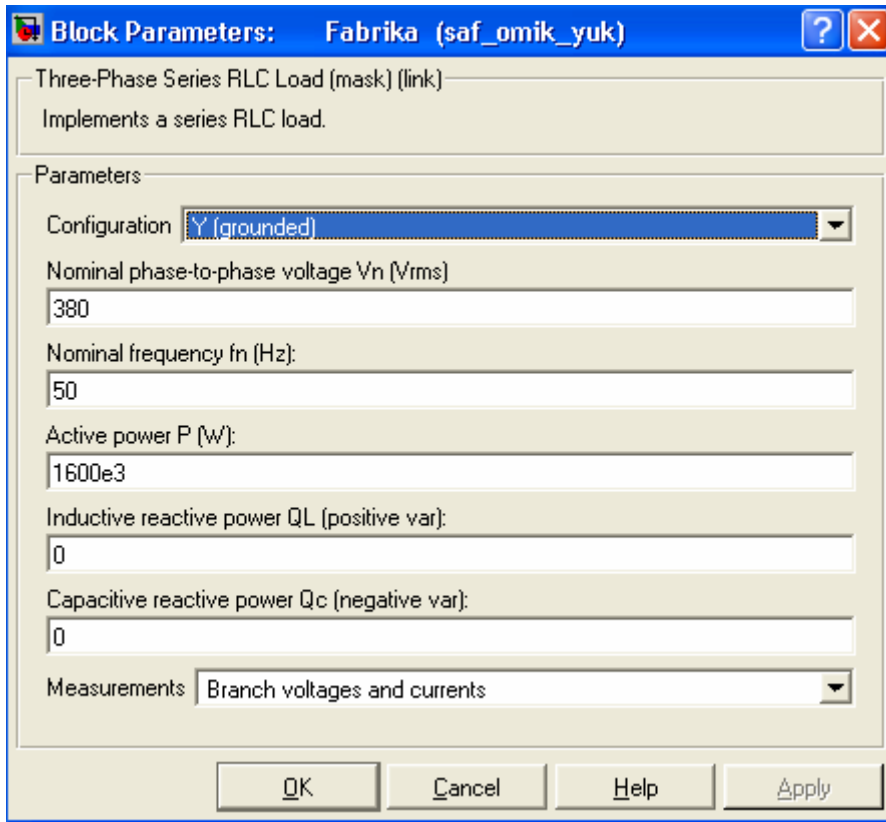 Block Parameters: Fabrika (saf_omik_yuk)
Three-Phase Series RLC Load (mask) (link)
Implements a series RLC load.
Parameters
Configuration Y (grounded)
Nominal phase-to-phase voltage Vn (Vrms)
380
Nominal frequency fn (Hz):
50
Active power P (W):
1600e3
Inductive reactive power QL (positive var):
0
Capacitive reactive power Qc (negative var):
0
Measurements Branch voltages and currents
OK Cancel Help Apply